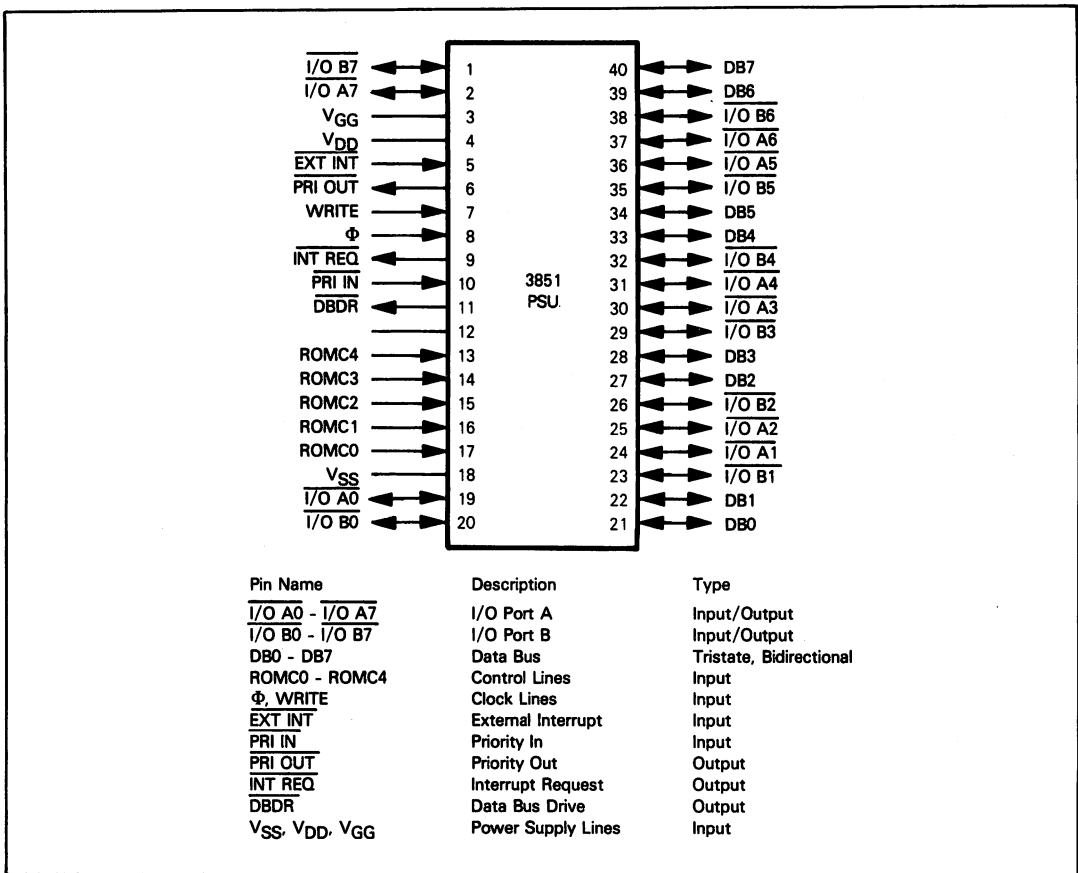 I/O B7 1 40 DB7
I/O A7 2 39 DB6
VGG 3 38 I/O B6
VDD 4 37 I/O A6
EXT INT 5 36 I/O A5
PRI OUT 6 35 I/O B5
WRITE 7 34 DB5
Φ 8 33 DB4
INT REQ 9 32 I/O B4
PRI IN 10 3851 31 I/O A4
DBDR 11 PSU 30 I/O A3
12 29 I/O B3
ROMC4 13 28 DB3
ROMC3 14 27 DB2
ROMC2 15 26 I/O B2
ROMC1 16 25 I/O A2
ROMC0 17 24 I/O A1
VSS 18 23 I/O B1
I/O A0 19 22 DB1
I/O B0 20 21 DB0
Pin Name Description Type
I/O A0 - I/O A7 I/O Port A Input/Output
I/O B0 - I/O B7 I/O Port B Input/Output
DB0 - DB7 Data Bus Tristate, Bidirectional
ROMC0 - ROMC4 Control Lines Input
Φ, WRITE Clock Lines Input
EXT INT External Interrupt Input
PRI IN Priority In Input
PRI OUT Priority Out Output
INT REQ Interrupt Request Output
DBDR Data Bus Drive Output
VSS, VDD, VGG Power Supply Lines Input